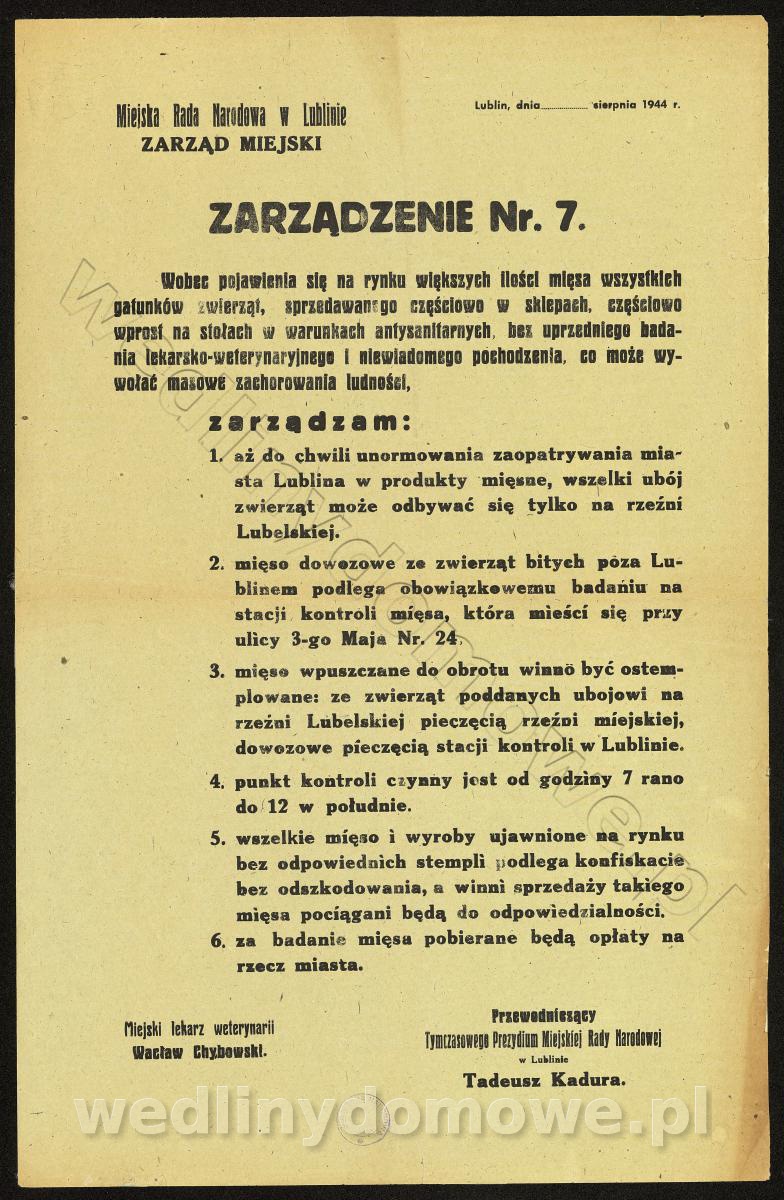 Miejska Rada Narodowa w Lublinie
ZARZĄD MIEJSKI
Lublin, dnia.................. sierpnia 1944 r.
ZARZĄDZENIE Nr. 7.
Wobec pojawienia się na rynku większych ilości mięsa wszystkich
gatunków zwierząt, sprzedawanego częściowo w sklepach, częściowo
wprost na stołach w warunkach antysanitarnych, bez uprzedniego bada-
nia lekarsko-weterynaryjnego i niewiadomego pochodzenia, co może wy-
wołać masowe zachorowania ludności,
zarządzam:
1. aż do chwili unormowania zaopatrywania mia-
sta Lublina w produkty mięsne, wszelki ubój
zwierząt może odbywać się tylko na rzeźni
Lubelskiej.
2. mięso dowozowe ze zwierząt bitych poza Lu-
blinem podlega obowiązkowemu badaniu na
stacji kontroli mięsa, która mieści się przy
ulicy 3-go Maja Nr. 24.
3. mięso wpuszczane do obrotu winno być ostem-
plowane: ze zwierząt poddanych ubojowi na
rzeźni Lubelskiej pieczęcią rzeźni miejskiej,
dowozowe pieczęcią stacji kontroli w Lublinie.
4. punkt kontroli czynny jest od godziny 7 rano
do 12 w południe.
5. wszelkie mięso i wyroby ujawnione na rynku
bez odpowiednich stempli podlega konfiskacie
bez odszkodowania, a winni sprzedaży takiego
mięsa pociągani będą do odpowiedzialności.
6. za badanie mięsa pobierane będą opłaty na
rzecz miasta.
Miejski lekarz weterynarii
Wacław Chybowski.
Przewodniczący
Tymczasowego Prezydium Miejskiej Rady Narodowej
w Lublinie
Tadeusz Kadura.
wedlinydomowe.pl
wedlinydomowe.pl